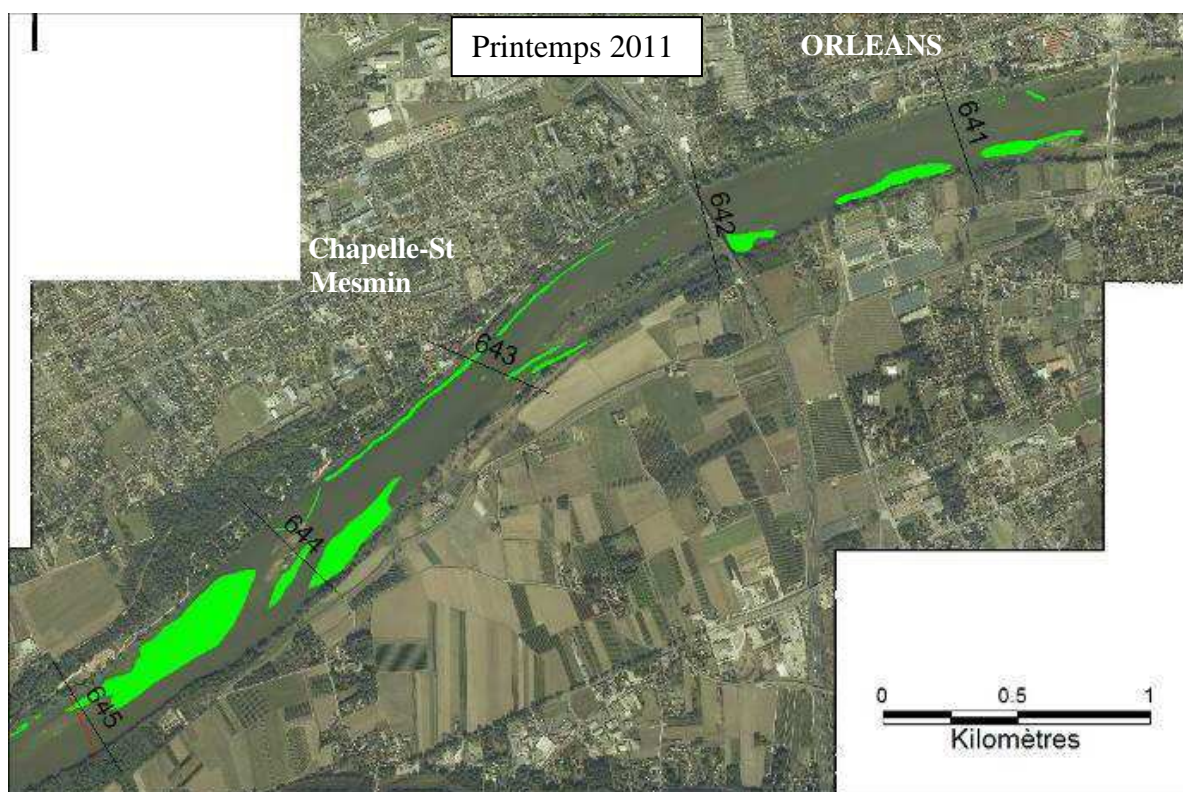 Printemps 2011
ORLEANS
641
642
Chapelle-St
Mesmin
643
644
645
0 0.5 1
Kilomètres